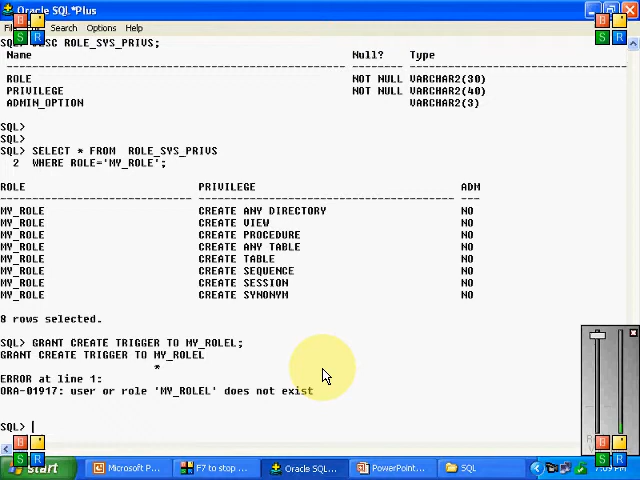 Oracle SQL*Plus
Search Options Help
SQL> DESC ROLE_SYS_PRIVS;
Name Null? Type
ROLE NOT NULL VARCHAR2(30)
PRIVILEGE NOT NULL VARCHAR2(40)
ADMIN_OPTION VARCHAR2(3)
SQL>
SQL>
SQL> SELECT * FROM ROLE_SYS_PRIVS
2 WHERE ROLE='MY_ROLE';
ROLE PRIVILEGE ADM
MY_ROLE CREATE ANY DIRECTORY NO
MY_ROLE CREATE VIEW NO
MY_ROLE CREATE PROCEDURE NO
MY_ROLE CREATE ANY TABLE NO
MY_ROLE CREATE TABLE NO
MY_ROLE CREATE SEQUENCE NO
MY_ROLE CREATE SESSION NO
MY_ROLE CREATE SYNONYM NO
8 rows selected.
SQL> GRANT CREATE TRIGGER TO MY_ROLEL;
GRANT CREATE TRIGGER TO MY_ROLEL
*
ERROR at line 1:
ORA-01917: user or role 'MY_ROLEL' does not exist
SQL>
start Microsoft P... F7 to stop ... Oracle SQL... PowerPoint... SQL